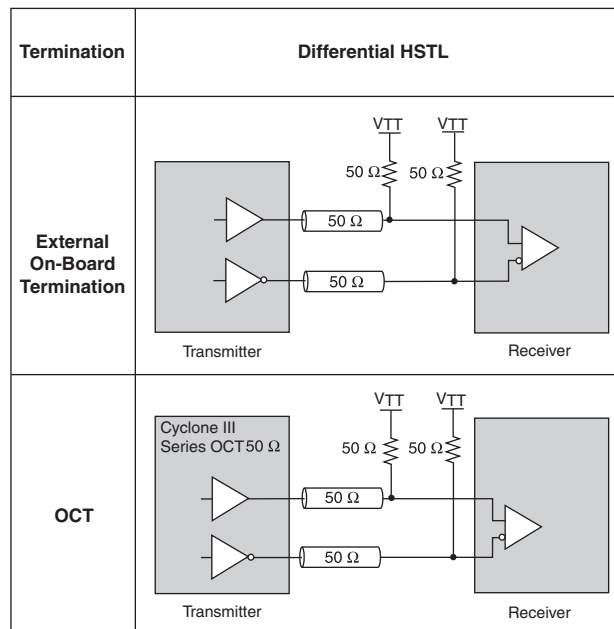 Termination
Differential HSTL
External
On-Board
Termination
VTT
VTT
50 Ω
50 Ω
50 Ω
50 Ω
Transmitter
Receiver
OCT
Cyclone III
Series OCT 50 Ω
VTT
VTT
50 Ω
50 Ω
50 Ω
50 Ω
Transmitter
Receiver